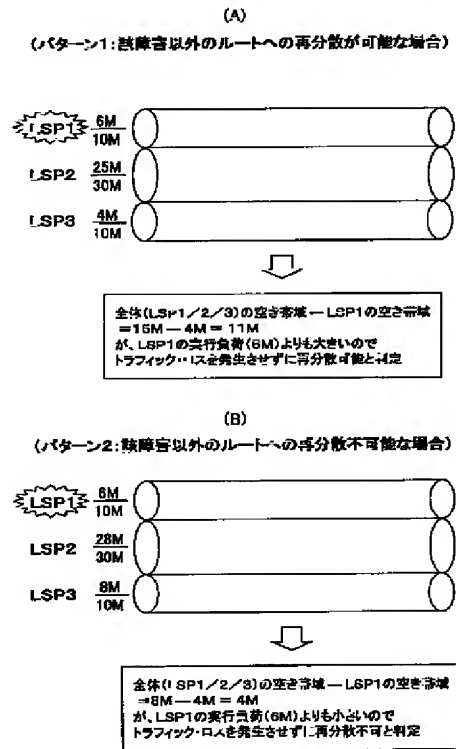 (A)
(パターン1:該障害以外のルートへの再分散が可能な場合)
LSP1 6M/10M
LSP2 25M/30M
LSP3 4M/10M
全体(LSP1/2/3)の空き帯域—LSP1の空き帯域
=15M—4M=11M
が、LSP1の実行負荷(6M)よりも大きいので
トラフィック・ロスを発生させずに再分散可能と判定
(B)
(パターン2:該障害以外のルートへの再分散不可能な場合)
LSP1 6M/10M
LSP2 28M/30M
LSP3 8M/10M
全体(LSP1/2/3)の空き帯域—LSP1の空き帯域
=8M—4M=4M
が、LSP1の実行負荷(6M)よりも小さいので
トラフィック・ロスを発生させずに再分散不可と判定